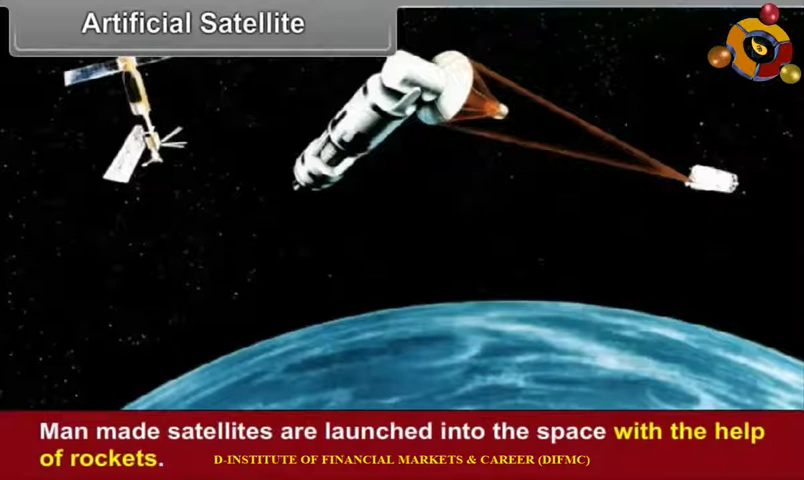 Artificial Satellite
Man made satellites are launched into the space with the help
of rockets.
D-INSTITUTE OF FINANCIAL MARKETS & CAREER (DIFMC)